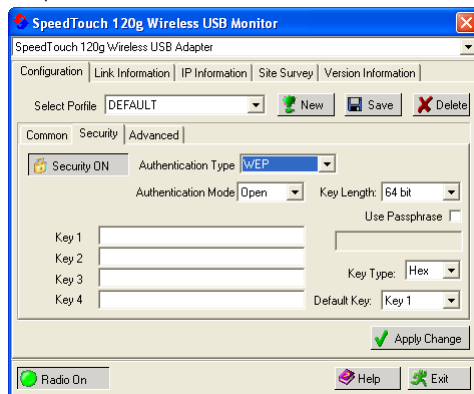 SpeedTouch 120g Wireless USB Monitor
SpeedTouch 120g Wireless USB Adapter
Configuration Link Information IP Information Site Survey Version Information
Select Porfile DEFAULT New Save Delete
Common Security Advanced
Security ON Authentication Type WEP
Authentication Mode Open Key Length: 64 bit
Use Passphrase
Key 1
Key 2
Key 3 Key Type: Hex
Key 4 Default Key: Key 1
Apply Change
Radio On Help Exit